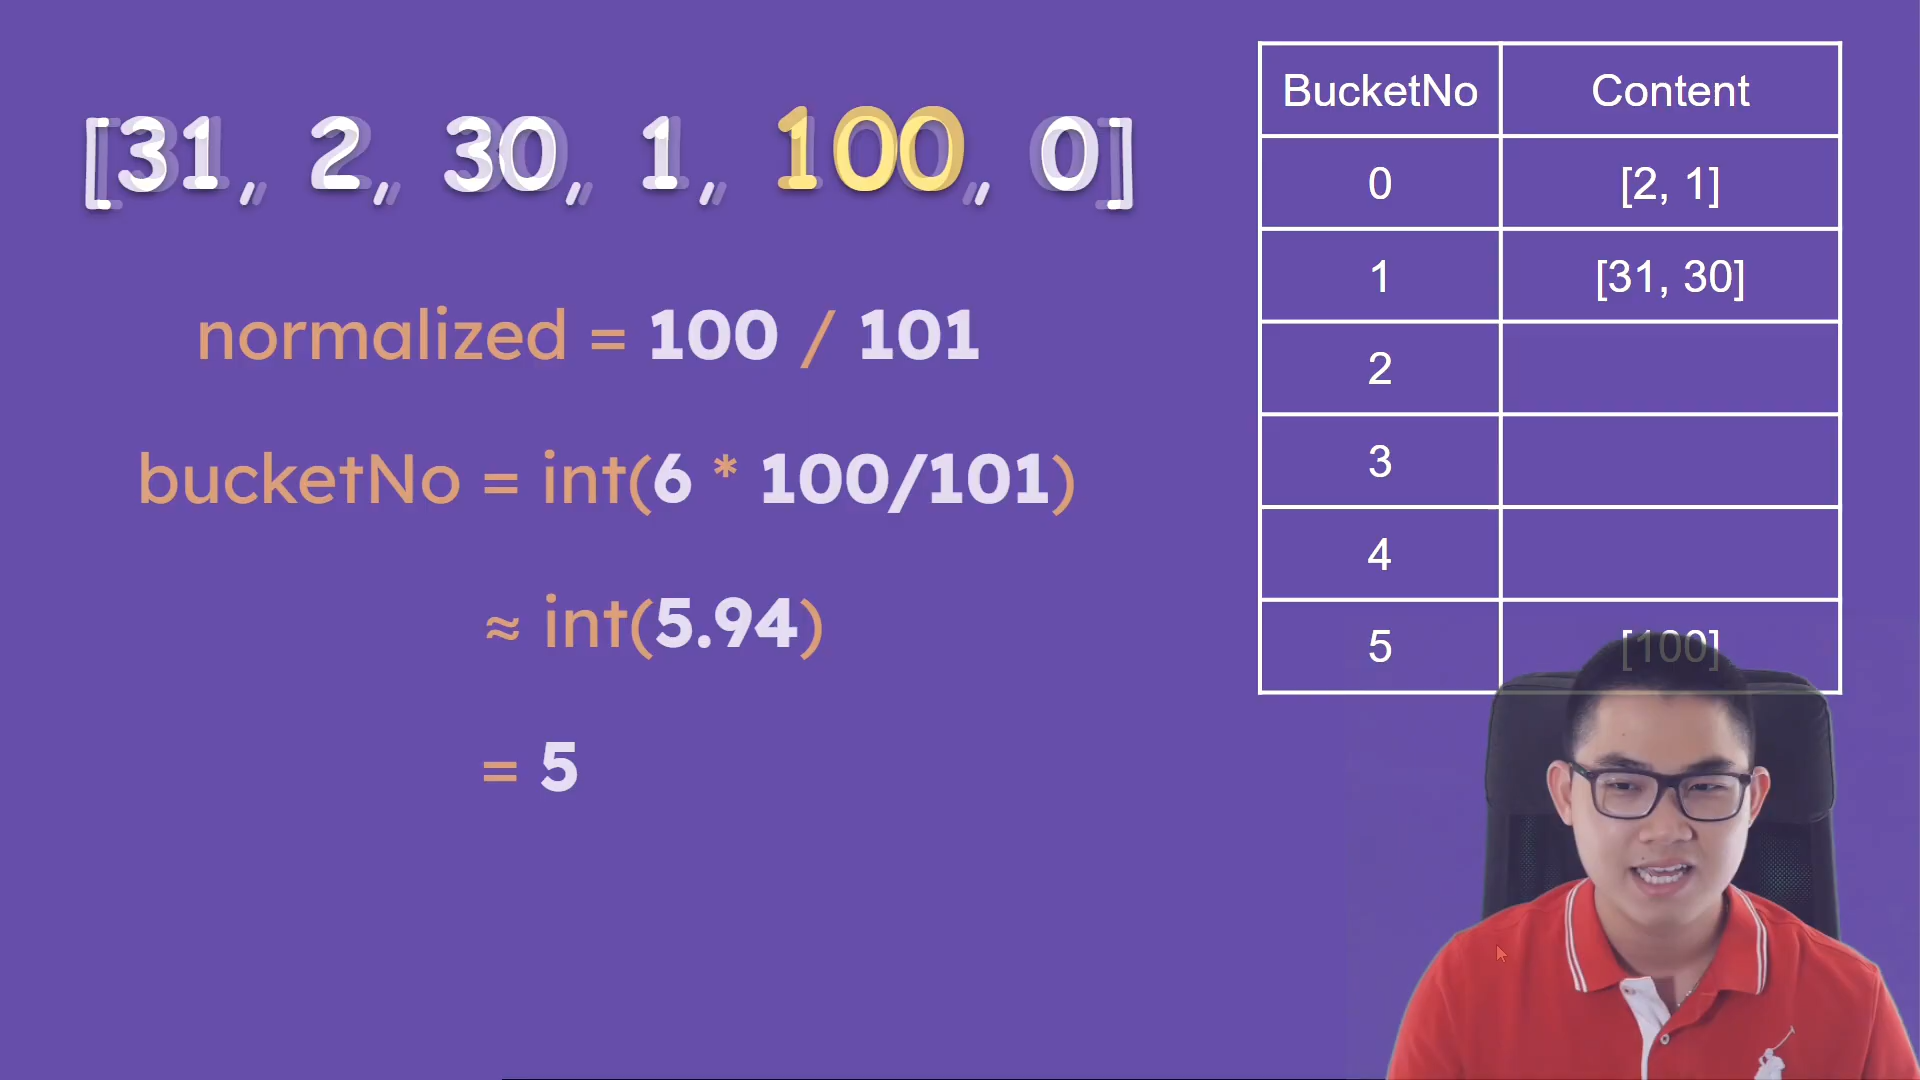 [31, 2, 30, 1, 100, 0]
normalized = 100 / 101
bucketNo = int(6 * 100/101)
≈ int(5.94)
= 5
BucketNo Content
0 [2, 1]
1 [31, 30]
2
3
4
5 [100]